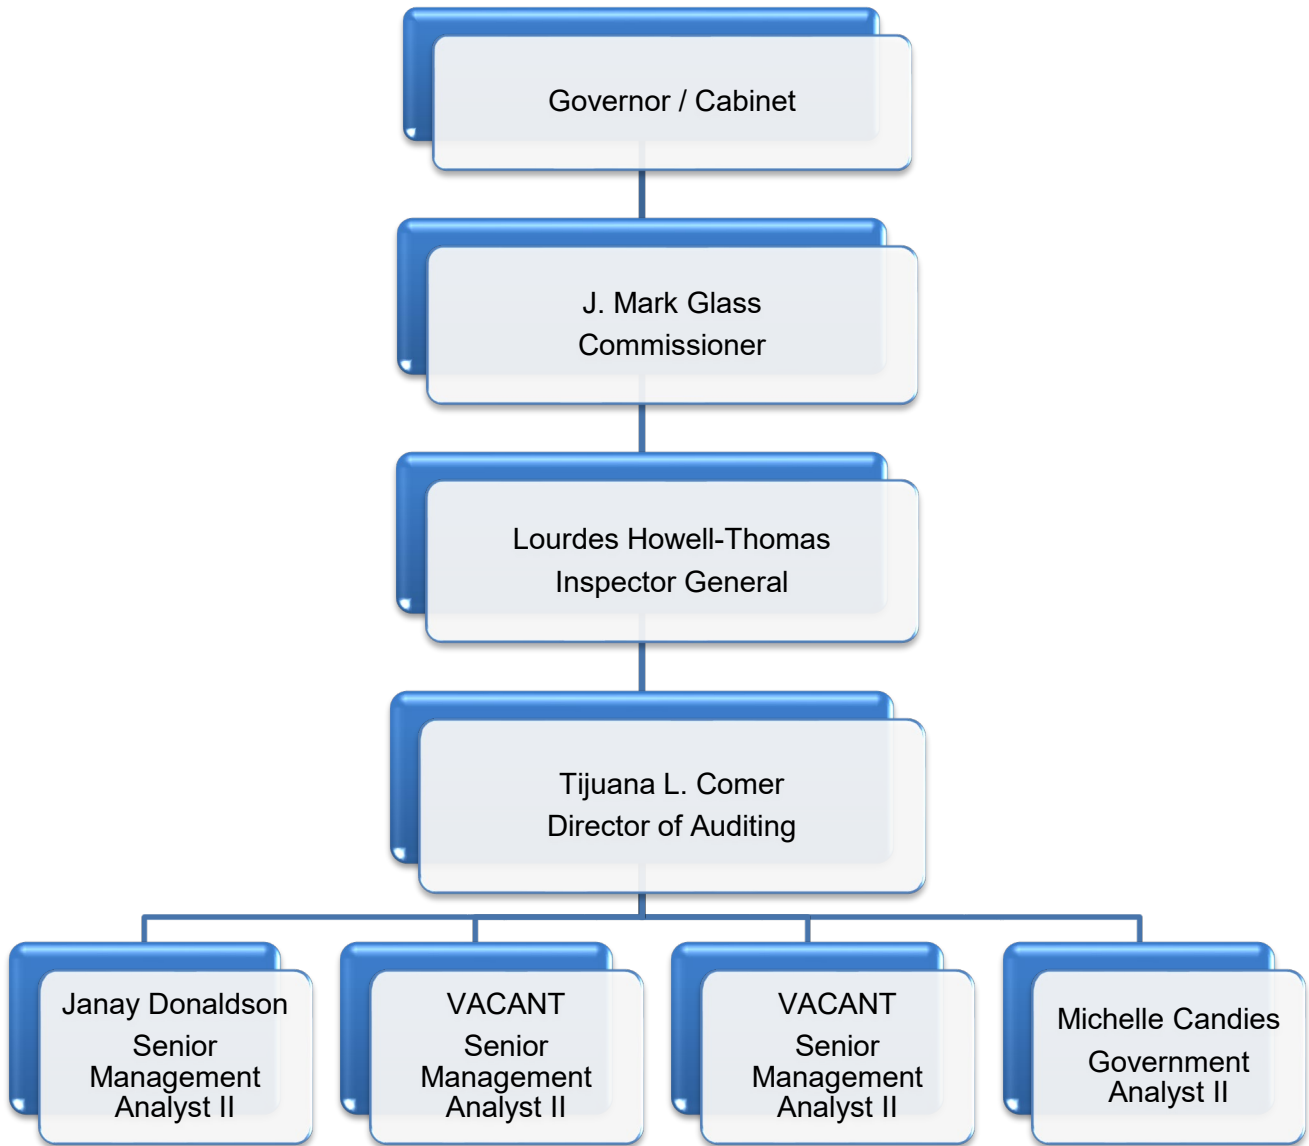 Governor / Cabinet
J. Mark Glass
Commissioner
Lourdes Howell-Thomas
Inspector General
Tijuana L. Comer
Director of Auditing
Janay Donaldson
Senior
Management
Analyst II
VACANT
Senior
Management
Analyst II
VACANT
Senior
Management
Analyst II
Michelle Candies
Government
Analyst II